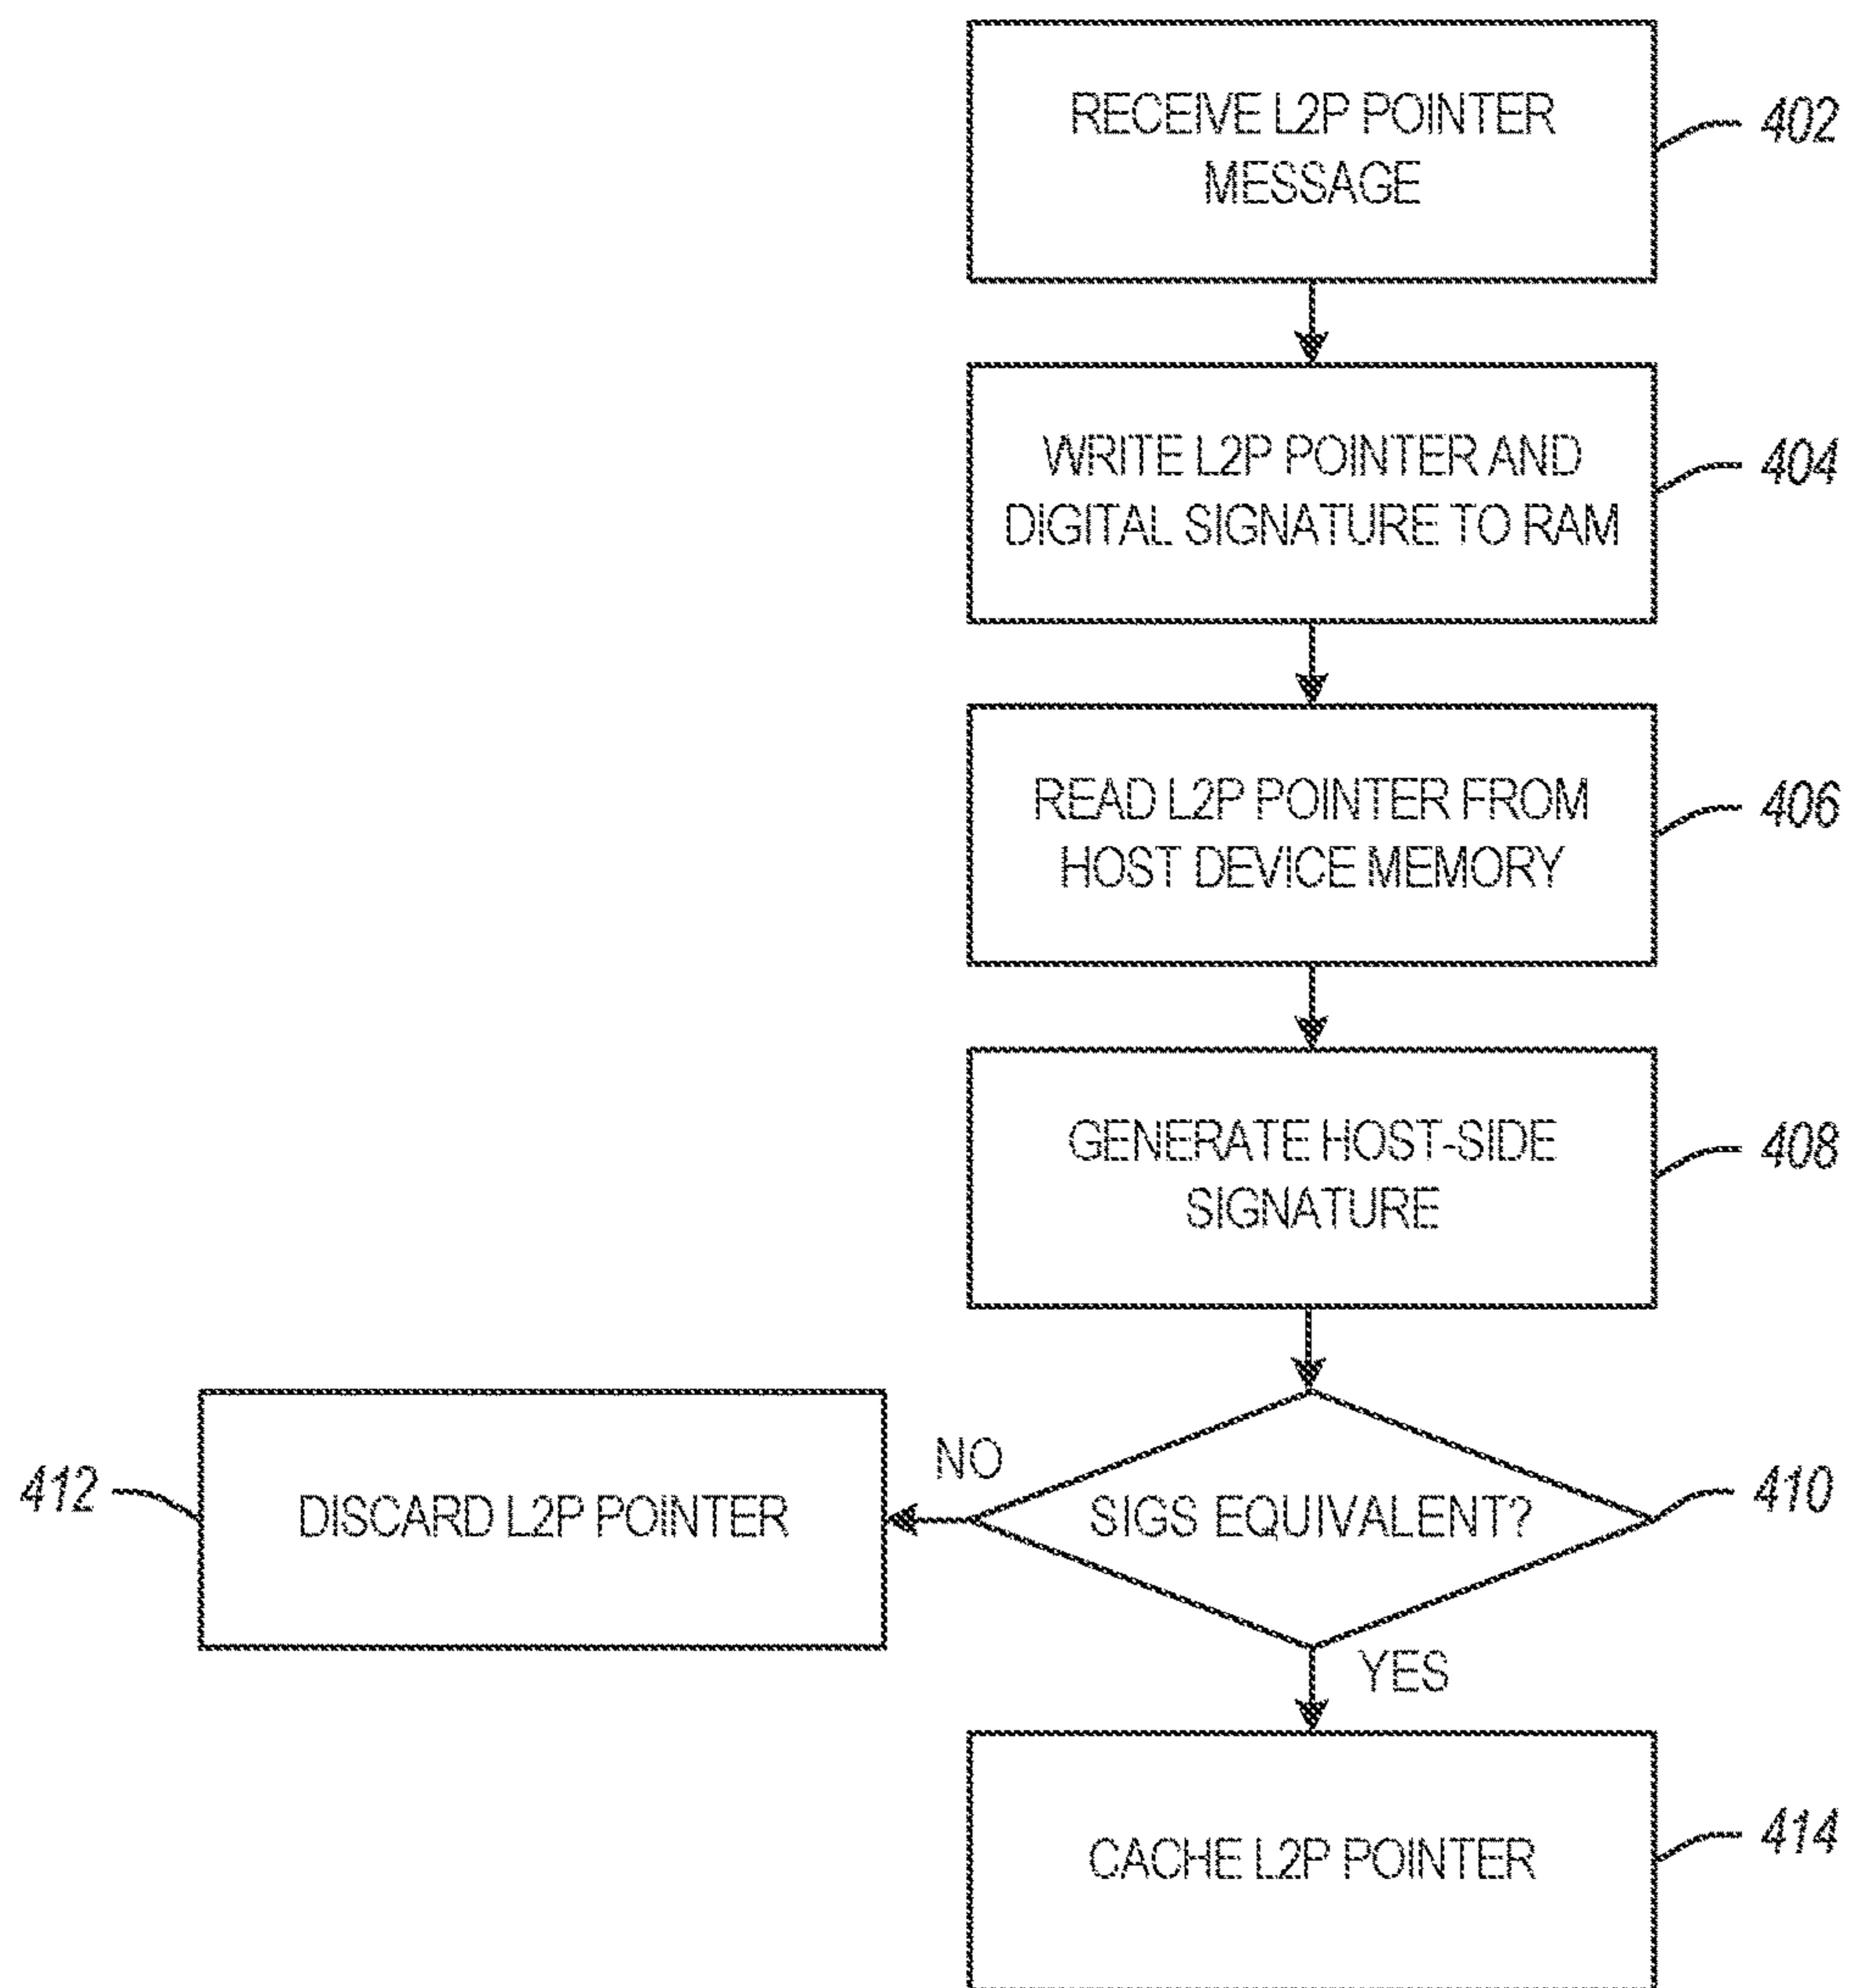 RECEIVE L2P POINTER
MESSAGE
402
WRITE L2P POINTER AND
DIGITAL SIGNATURE TO RAM
404
READ L2P POINTER FROM
HOST DEVICE MEMORY
406
GENERATE HOST-SIDE
SIGNATURE
408
412
DISCARD L2P POINTER
NO
SIGS EQUIVALENT?
410
YES
CACHE L2P POINTER
414